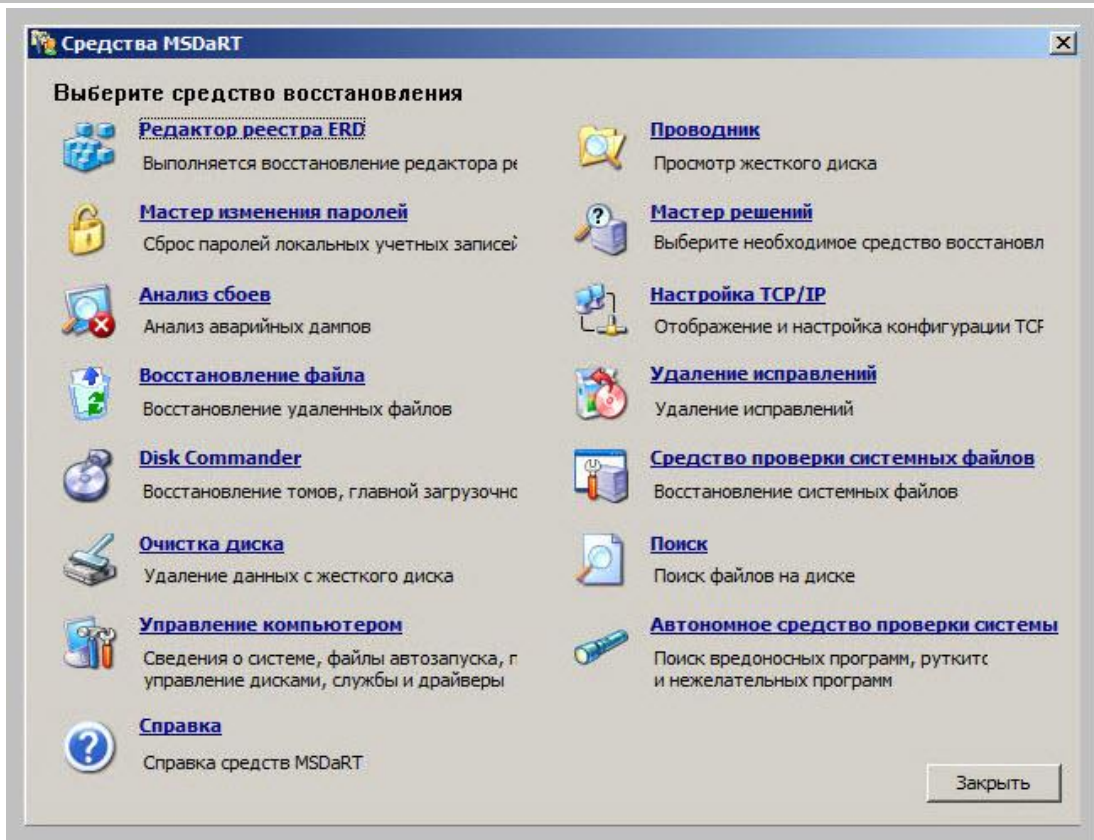 Средства MSDaRT
Выберите средство восстановления
Редактор реестра ERD
Выполняется восстановление редактора ре
Проводник
Просмотр жесткого диска
Мастер изменения паролей
Сброс паролей локальных учетных записей
Мастер решений
Выберите необходимое средство восстановл
Анализ сбоев
Анализ аварийных дампов
Настройка TCP/IP
Отображение и настройка конфигурации TCP
Восстановление файла
Восстановление удаленных файлов
Удаление исправлений
Удаление исправлений
Disk Commander
Восстановление томов, главной загрузочно
Средство проверки системных файлов
Восстановление системных файлов
Очистка диска
Удаление данных с жесткого диска
Поиск
Поиск файлов на диске
Управление компьютером
Сведения о системе, файлы автозапуска, п
управление дисками, службы и драйверы
Автономное средство проверки системы
Поиск вредоносных программ, руткитс
и нежелательных программ
Справка
Справка средств MSDaRT
Закрыть